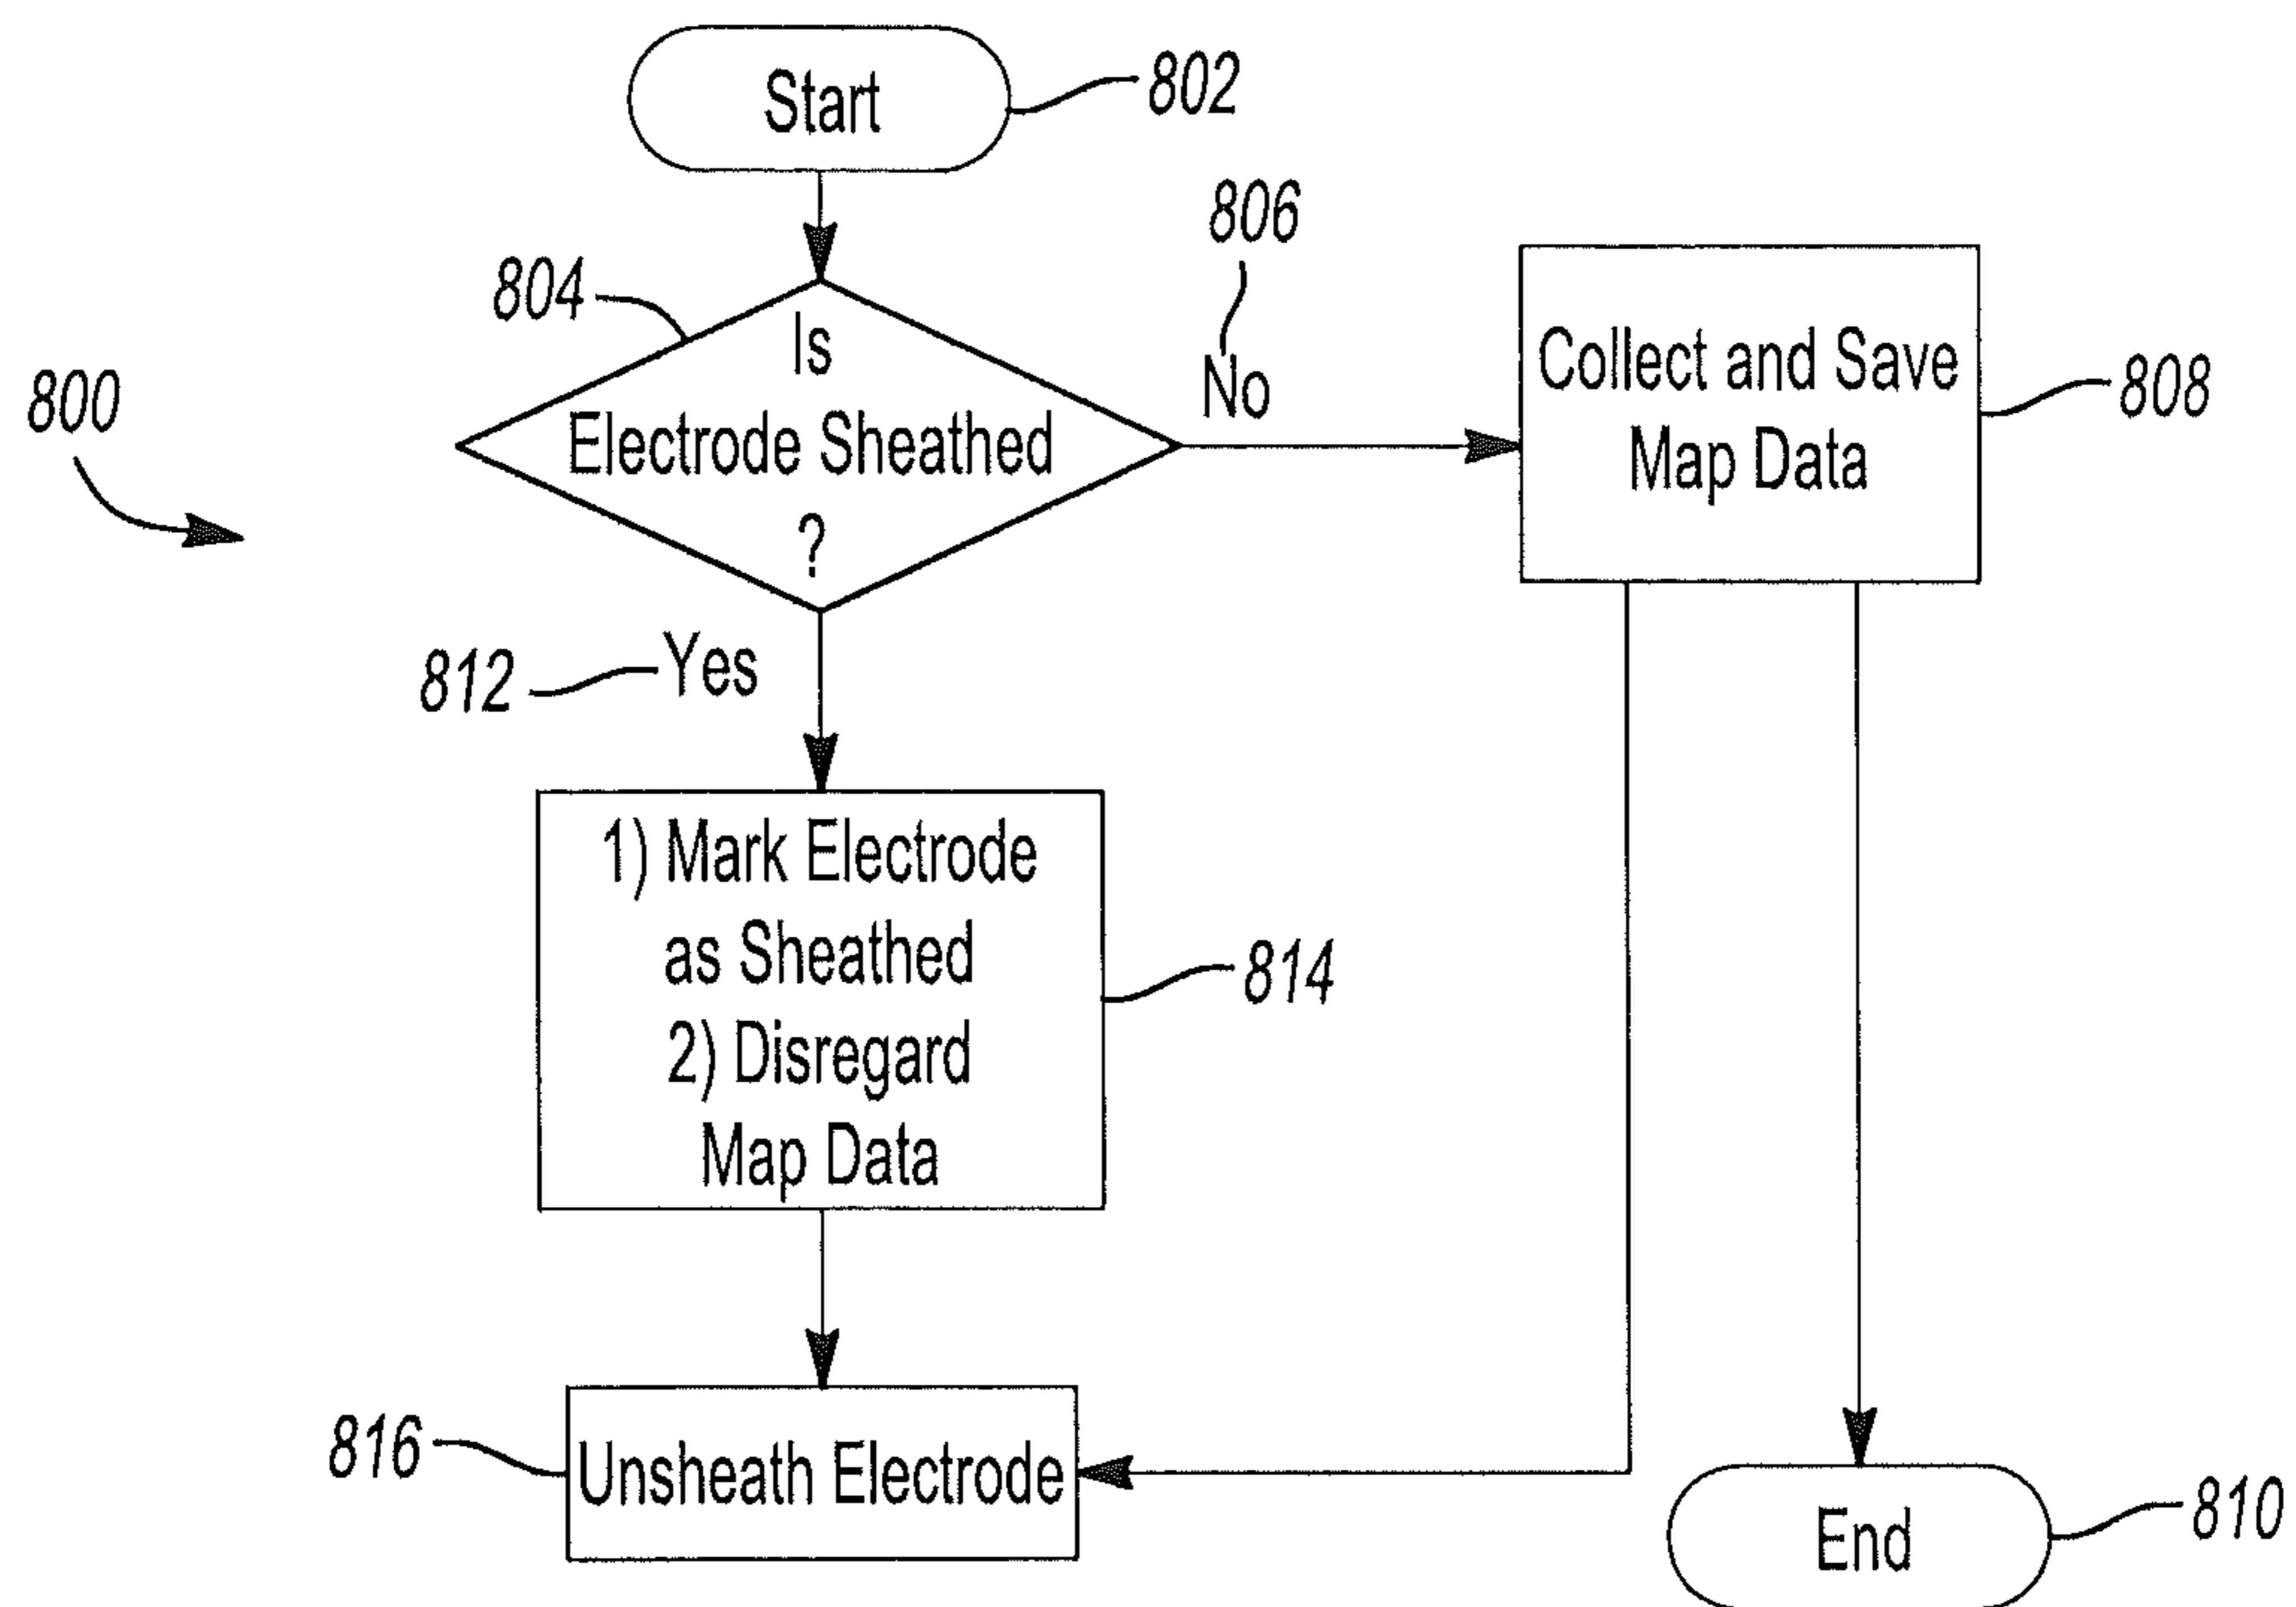 Start
802
806
804
Is
Electrode Sheathed
?
No
Collect and Save
Map Data
808
800
812
Yes
1) Mark Electrode
as Sheathed
2) Disregard
Map Data
814
816
Unsheath Electrode
End
810